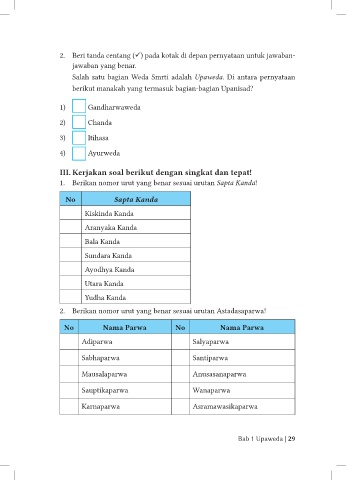 2. Beri tanda centang (✓) pada kotak di depan pernyataan untuk jawaban-
jawaban yang benar.
Salah satu bagian Weda Smrti adalah Upaweda. Di antara pernyataan
berikut manakah yang termasuk bagian-bagian Upanisad?
1) Gandharwaweda
2) Chanda
3) Itihasa
4) Ayurweda
III. Kerjakan soal berikut dengan singkat dan tepat!
1. Berikan nomor urut yang benar sesuai urutan Sapta Kanda!
No Sapta Kanda
Kiskinda Kanda
Aranyaka Kanda
Bala Kanda
Sundara Kanda
Ayodhya Kanda
Utara Kanda
Yudha Kanda
2. Berikan nomor urut yang benar sesuai urutan Astadasaparwa!
No Nama Parwa No Nama Parwa
Adiparwa Salyaparwa
Sabhaparwa Santiparwa
Mausalaparwa Anusasanaparwa
Sauptikaparwa Wanaparwa
Karnaparwa Asramawasikaparwa
Bab 1 Upaweda | 29